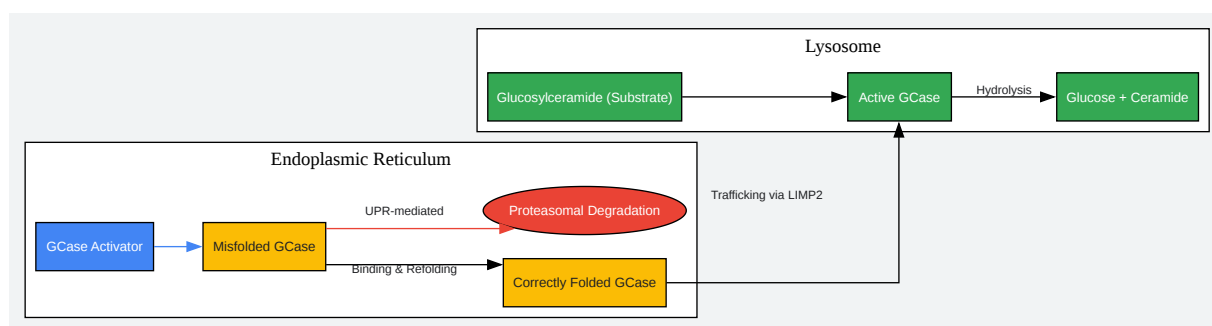 Lysosome
Glucosylceramide (Substrate)
Active GCase
Hydrolysis
Glucose + Ceramide
Endoplasmic Reticulum
Trafficking via LIMP2
UPR-mediated
Proteasomal Degradation
GCase Activator
Misfolded GCase
Binding & Refolding
Correctly Folded GCase